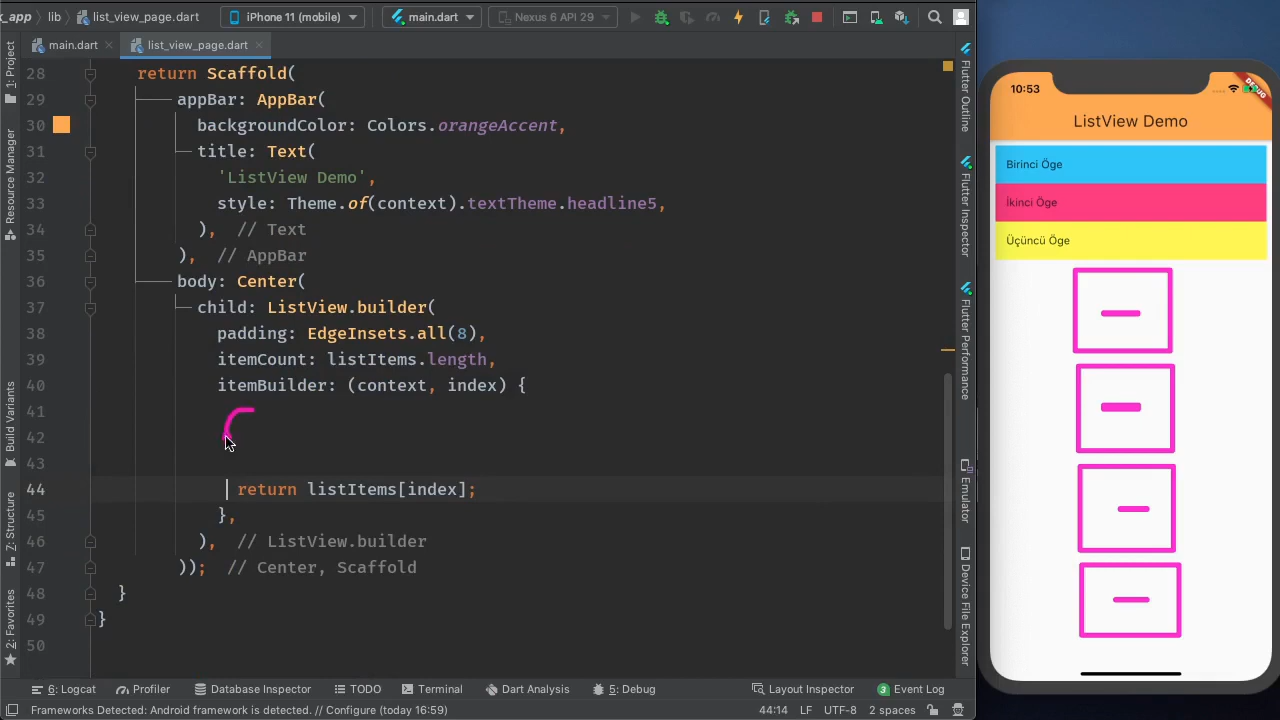 s_app
lib
list_view_page.dart
iPhone 11 (mobile)
main.dart
Nexus 6 API 29
main.dart
list_view_page.dart
28 return Scaffold(
29 appBar: AppBar(
30 backgroundColor: Colors.orangeAccent,
31 title: Text(
32 'ListView Demo',
33 style: Theme.of(context).textTheme.headline5,
34 ), // Text
35 ), // AppBar
36 body: Center(
37 child: ListView.builder(
38 padding: EdgeInsets.all(8),
39 itemCount: listItems.length,
40 itemBuilder: (context, index) {
41
42
43
44 return listItems[index];
45 },
46 ), // ListView.builder
47 )); // Center, Scaffold
48 }
49 }
50
1: Project
Resource Manager
Build Variants
Z: Structure
2: Favorites
Flutter Outline
Flutter Inspector
Flutter Performance
Emulator
Device File Explorer
10:53
DEBUG
ListView Demo
Birinci Öge
İkinci Öge
Üçüncü Öge
6: Logcat
Profiler
Database Inspector
TODO
Terminal
Dart Analysis
5: Debug
Layout Inspector
3 Event Log
Frameworks Detected: Android framework is detected. // Configure (today 16:59)
44:14 LF UTF-8 2 spaces